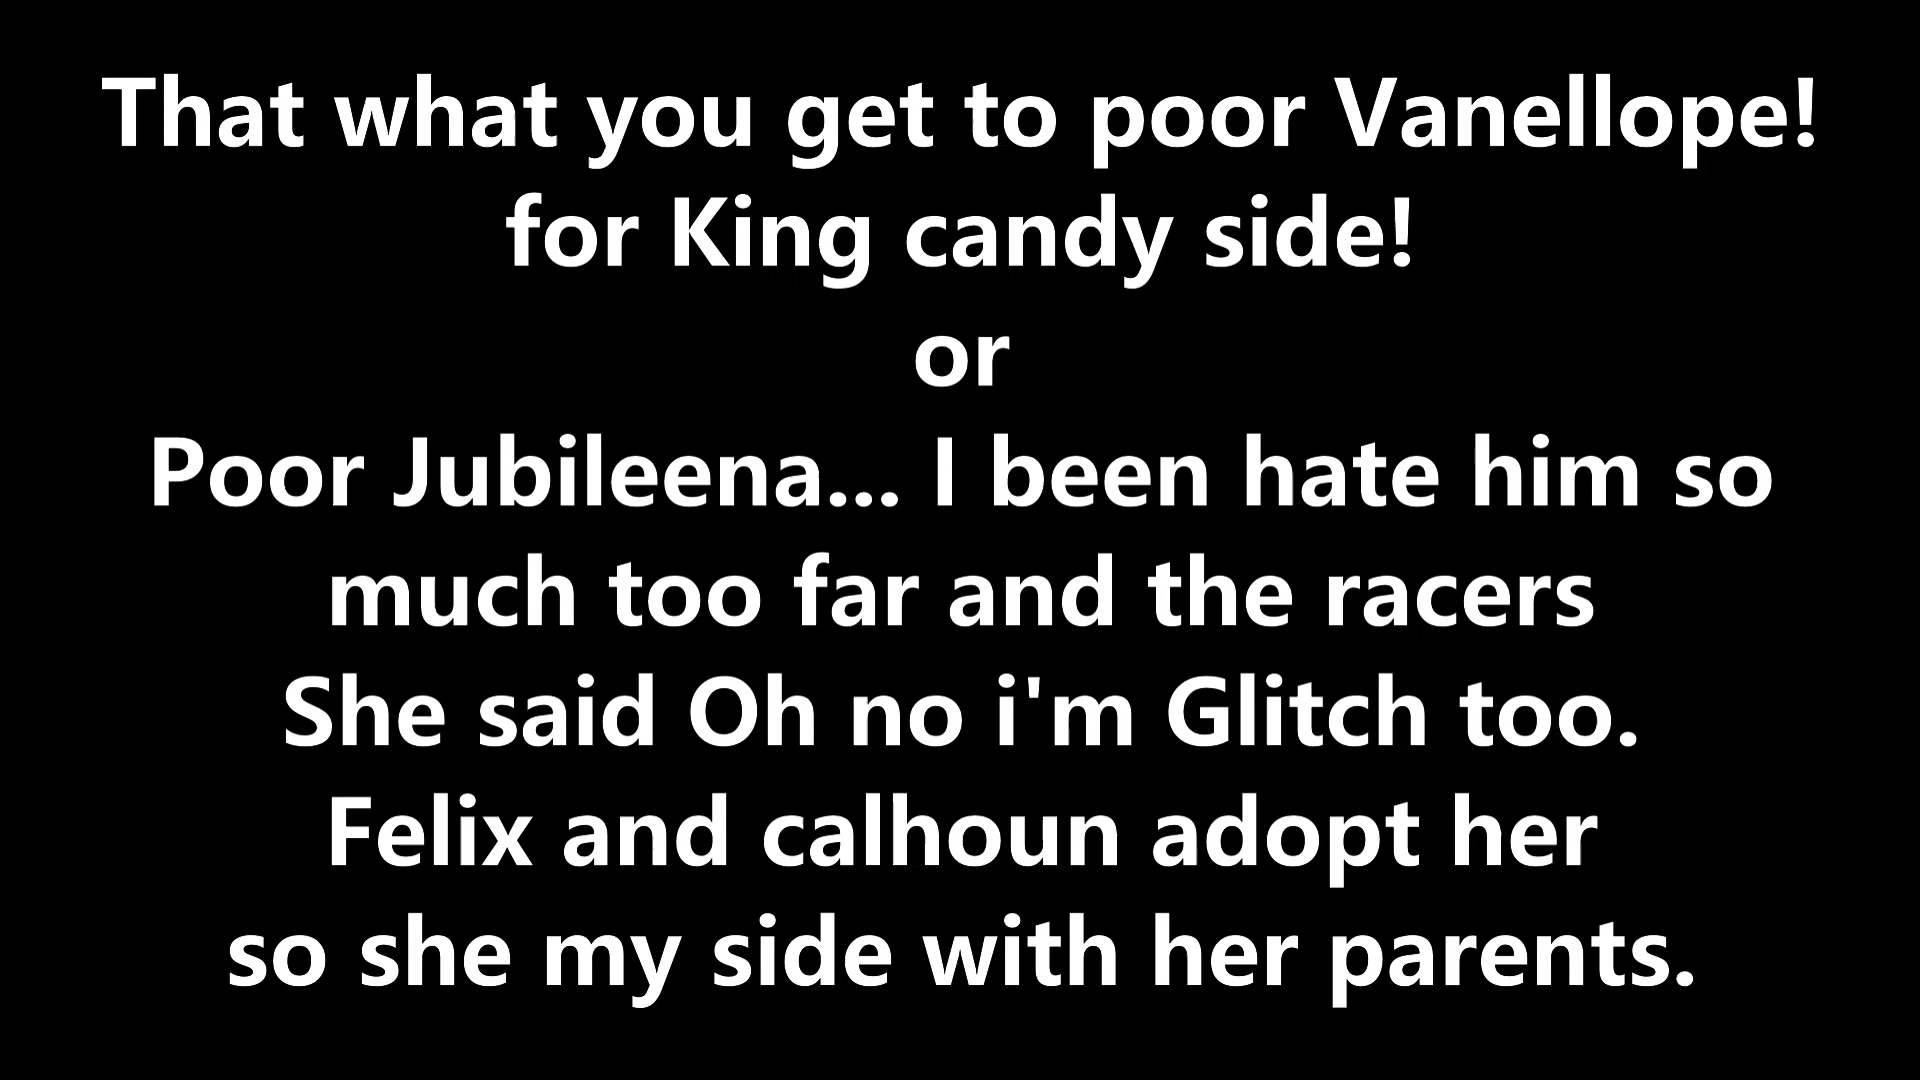 That what you get to poor Vanellope!
for King candy side!
or
Poor Jubileena... I been hate him so
much too far and the racers
She said Oh no i'm Glitch too.
Felix and calhoun adopt her
so she my side with her parents.